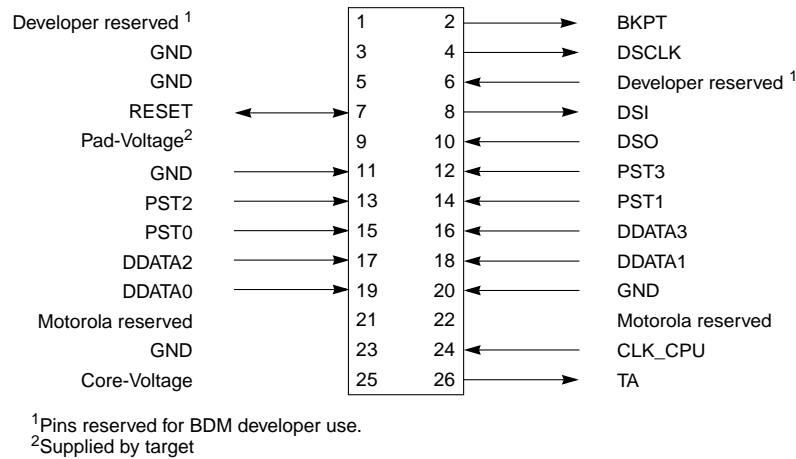 Developer reserved 1 1 2 BKPT
GND 3 4 DSCLK
GND 5 6 Developer reserved 1
RESET 7 8 DSI
Pad-Voltage2 9 10 DSO
GND 11 12 PST3
PST2 13 14 PST1
PST0 15 16 DDATA3
DDATA2 17 18 DDATA1
DDATA0 19 20 GND
Motorola reserved 21 22 Motorola reserved
GND 23 24 CLK_CPU
Core-Voltage 25 26 TA
1Pins reserved for BDM developer use.
2Supplied by target